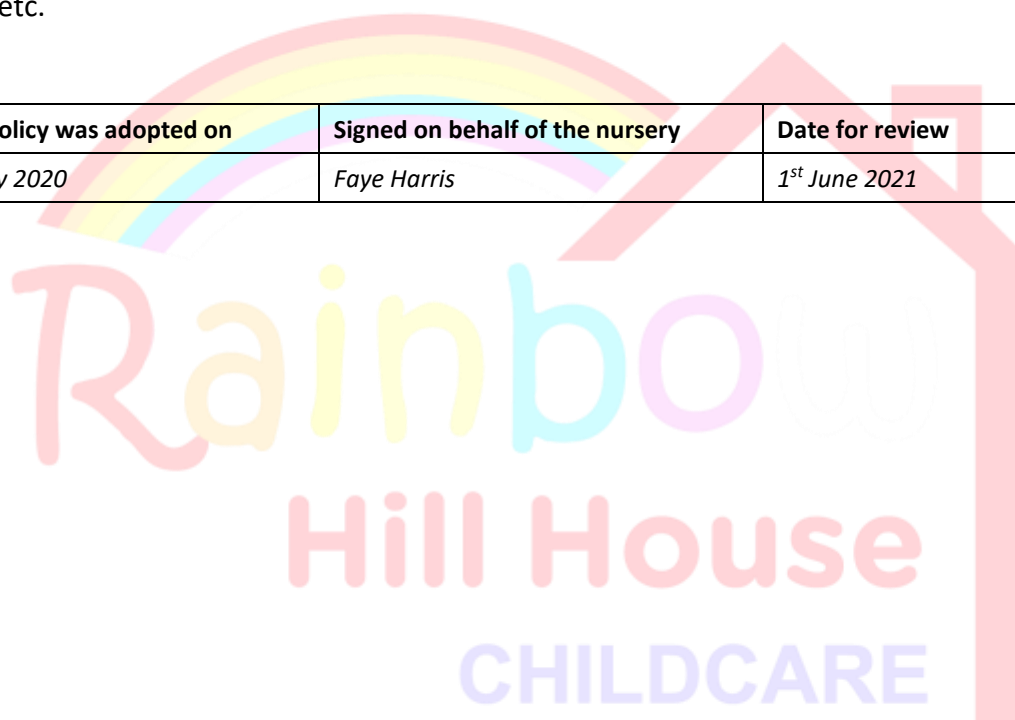 etc.
olicy was adopted on Signed on behalf of the nursery Date for review
y 2020 Faye Harris 1st June 2021
Rainbow
Hill House
CHILDCARE